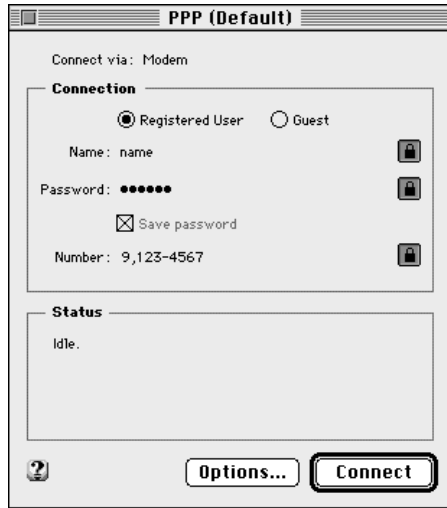 PPP (Default)
Connect via: Modem
Connection
Registered User Guest
Name: name
Password: ••••••
Save password
Number: 9,123-4567
Status
Idle.
? Options... Connect